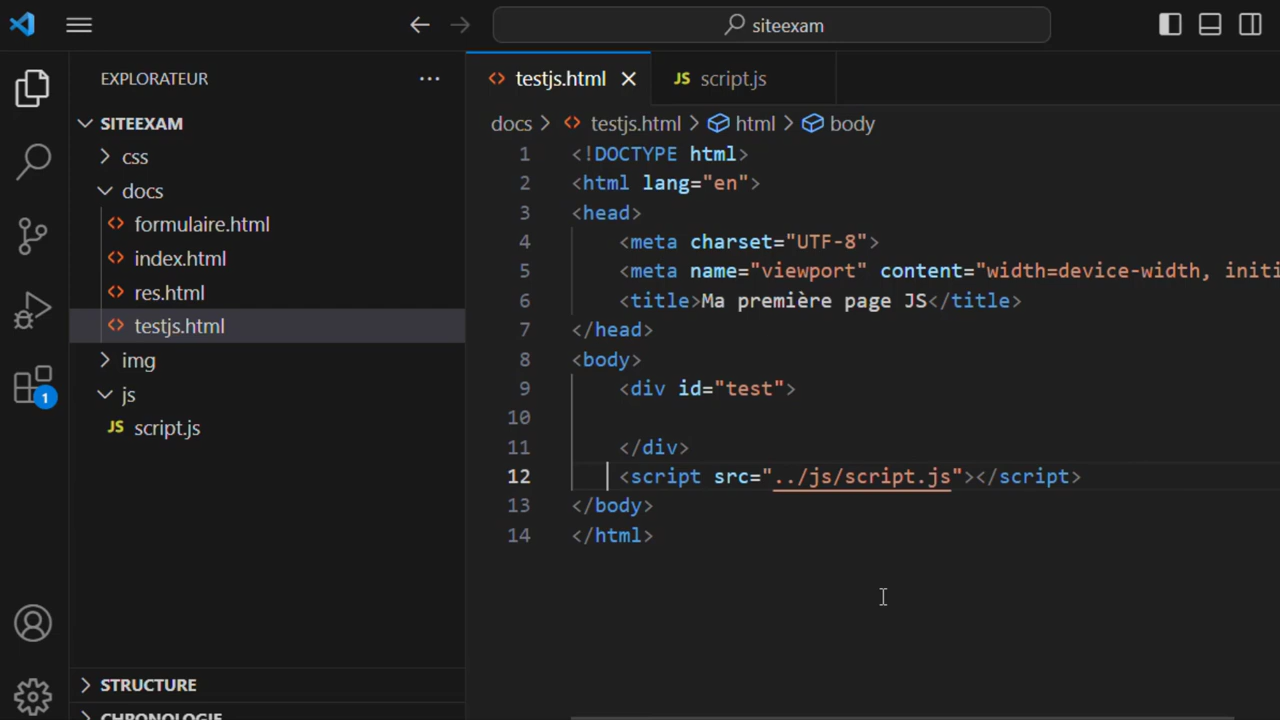 siteexam
EXPLORATEUR
SITEEXAM
css
docs
formulaire.html
index.html
res.html
testjs.html
img
js
JS script.js
1
STRUCTURE
CHRONOLOGIE
testjs.html
JS script.js
docs > testjs.html > html > body
1 <!DOCTYPE html>
2 <html lang="en">
3 <head>
4 <meta charset="UTF-8">
5 <meta name="viewport" content="width=device-width, initi
6 <title>Ma première page JS</title>
7 </head>
8 <body>
9 <div id="test">
10
11 </div>
12 <script src="../js/script.js"></script>
13 </body>
14 </html>